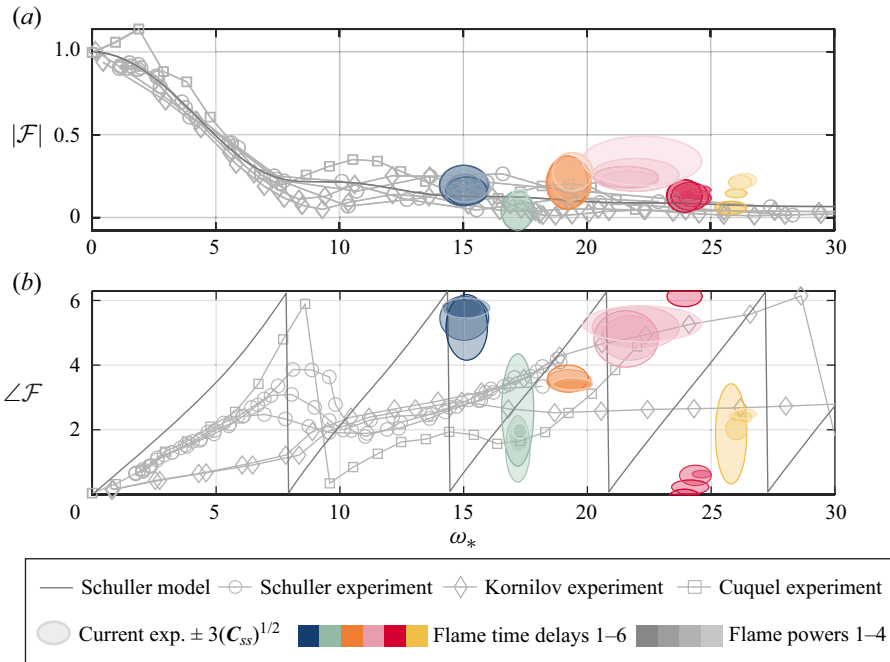 (a)
1.0
|ℱ|
0.5
0
0 5 10 15 20 25 30
(b)
6
4
∠ℱ
2
0 5 10 15 20 25 30
ω*
Schuller model Schuller experiment Kornilov experiment Cuquel experiment
Current exp. ± 3(C_ss)^1/2 Flame time delays 1–6 Flame powers 1–4